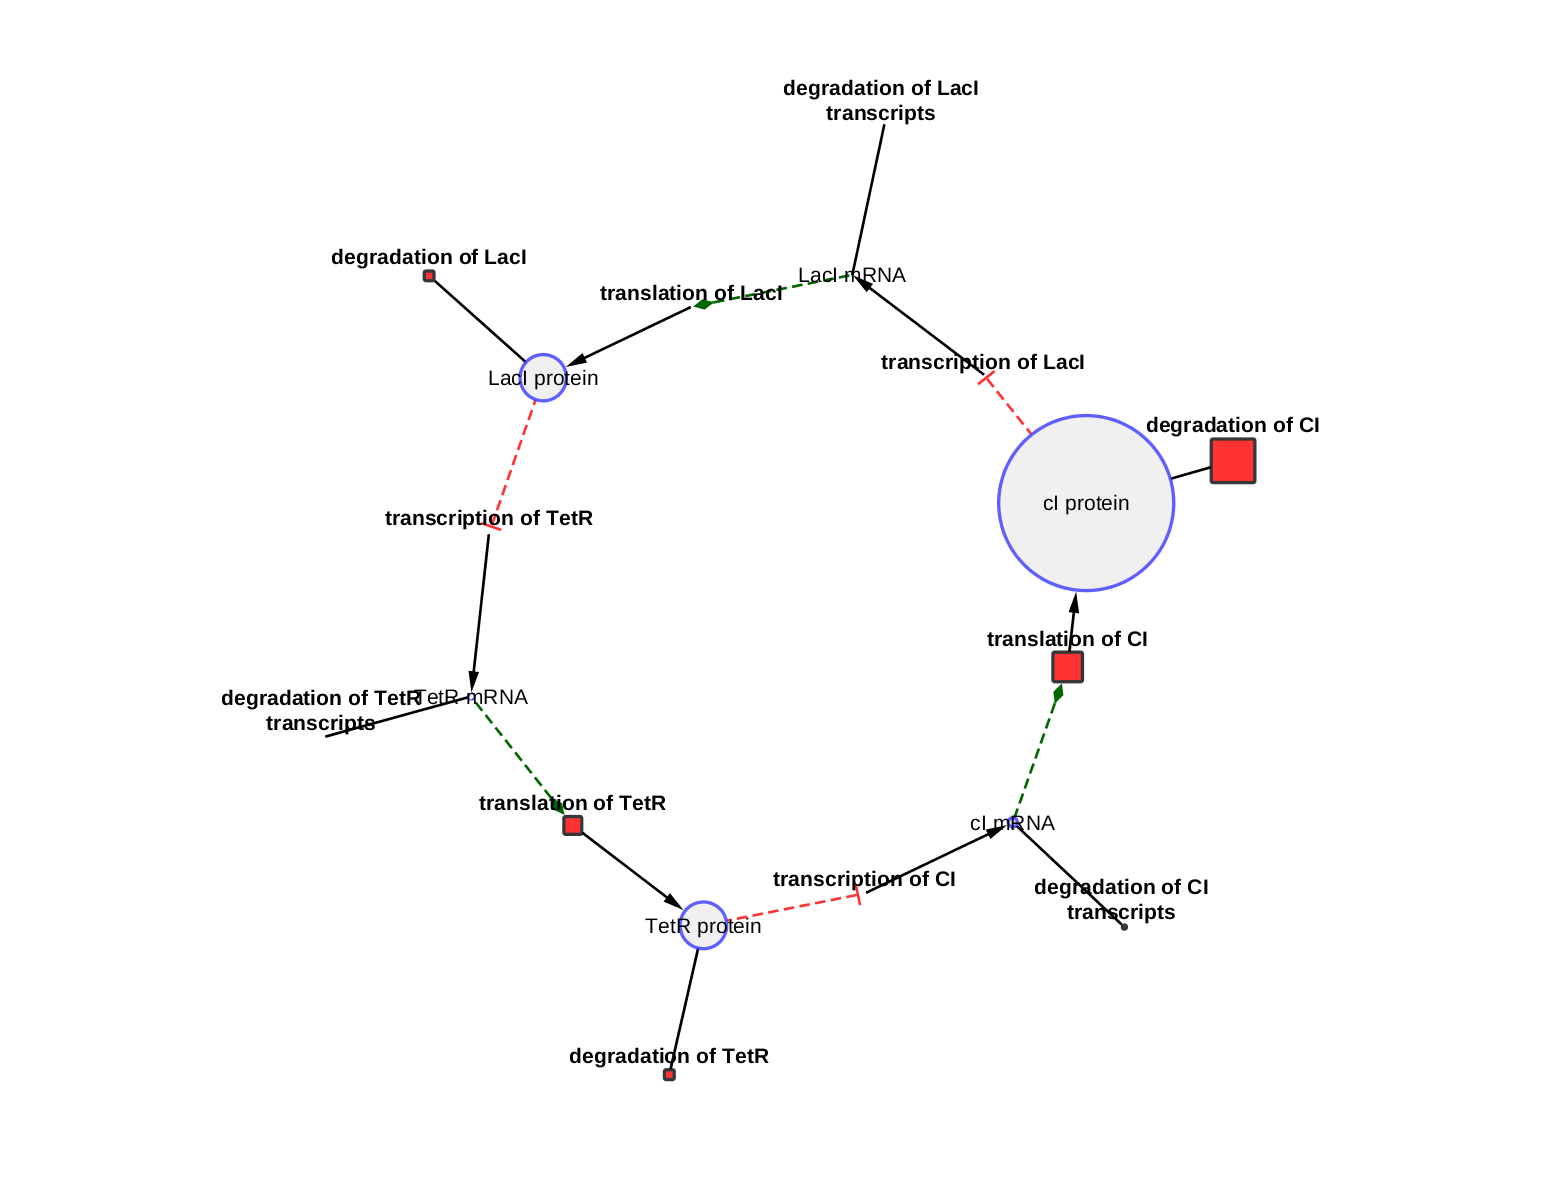 degradation of LacI
transcripts
degradation of LacI
LacI mRNA
translation of LacI
transcription of LacI
LacI protein
degradation of CI
cI protein
transcription of TetR
translation of CI
degradation of TetR
transcripts
TetR mRNA
translation of TetR
cI mRNA
transcription of CI
degradation of CI
transcripts
TetR protein
degradation of TetR